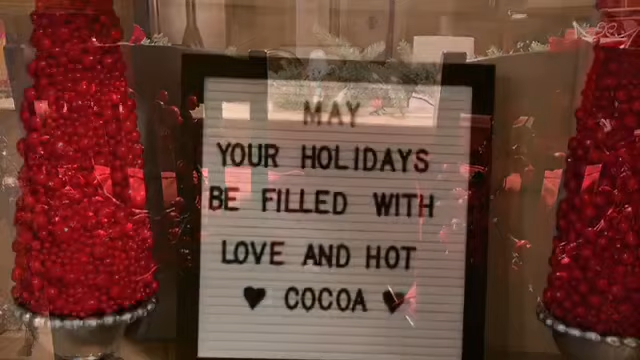 MAY
YOUR HOLIDAYS
BE FILLED WITH
LOVE AND HOT
♥ COCOA ♥